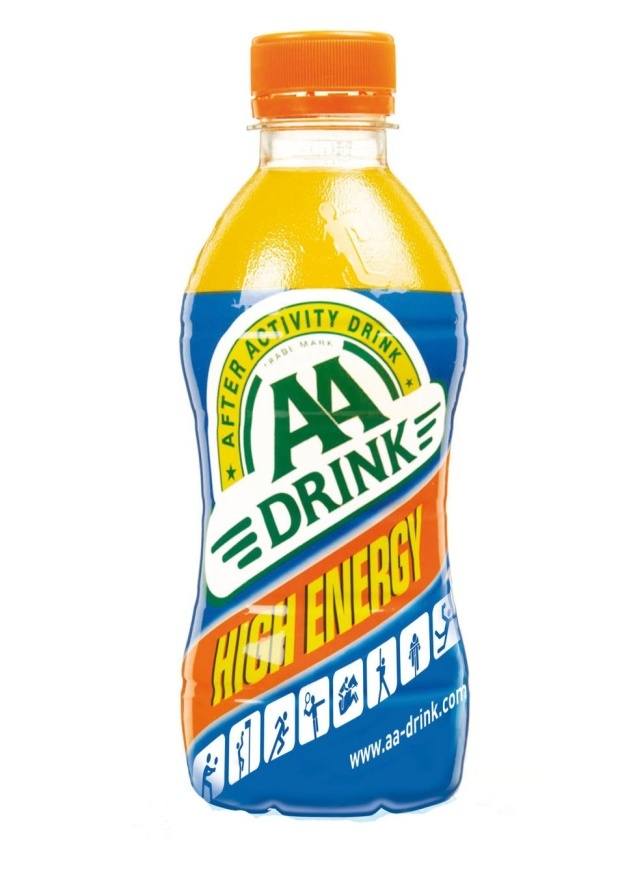 AFTER ACTIVITY DRINK
TRADE MARK
AA
DRINK
HIGH ENERGY
www.aa-drink.com